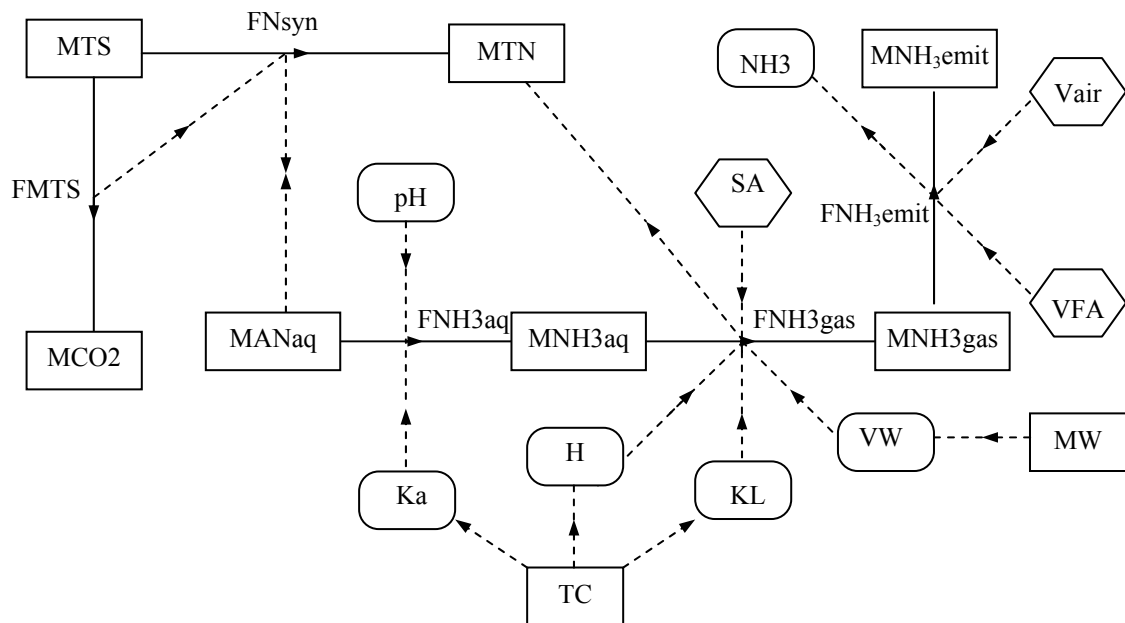 FNsyn
MTS
MTN
NH3
MNH₃emit
Vair
FMTS
pH
SA
FNH₃emit
VFA
MCO2
MANaq
FNH3aq
MNH3aq
FNH3gas
MNH3gas
H
VW
MW
Ka
KL
TC